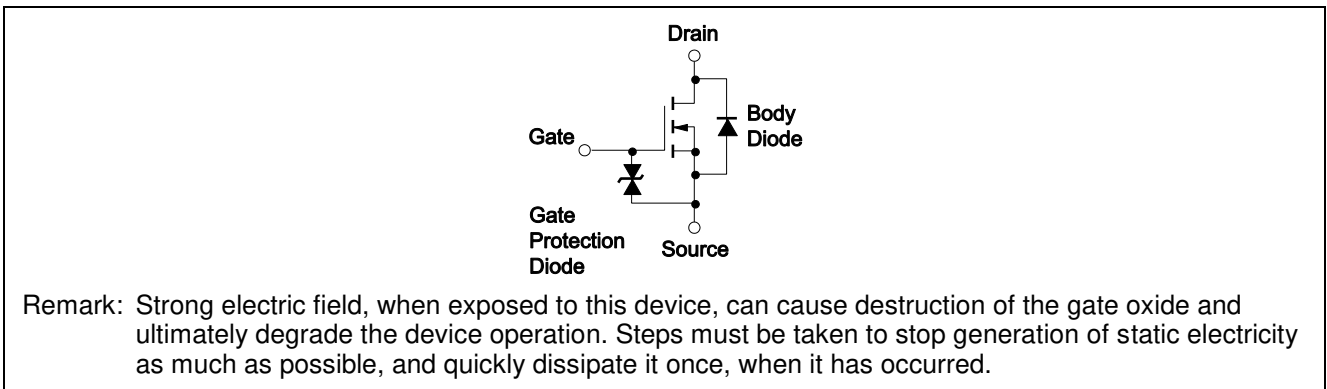 Drain
Body
Diode
Gate
Gate
Protection
Diode
Source
Remark: Strong electric field, when exposed to this device, can cause destruction of the gate oxide and
ultimately degrade the device operation. Steps must be taken to stop generation of static electricity
as much as possible, and quickly dissipate it once, when it has occurred.